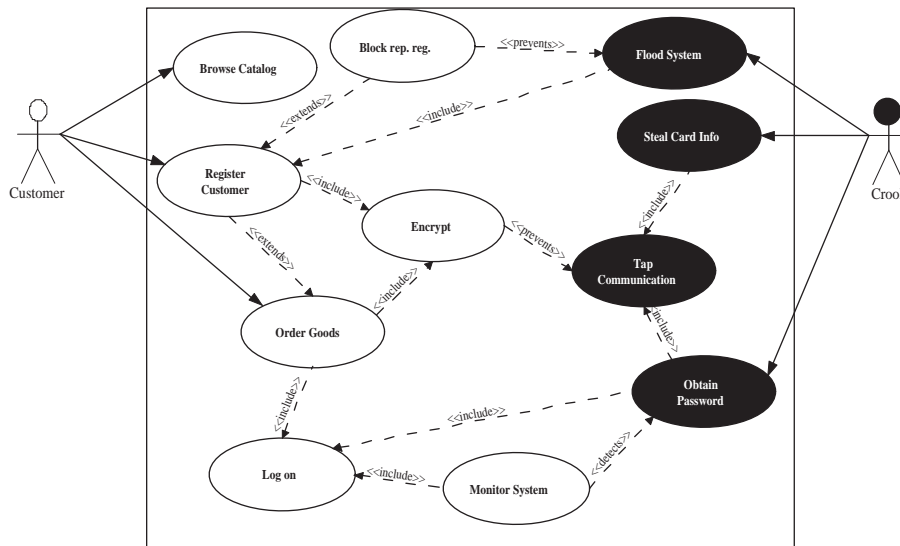 Block rep. reg.
<<prevents>>
Flood System
Browse Catalog
<<extends>>
<<include>>
Steal Card Info
Customer
Register
Customer
<<include>>
<<include>>
Croo
<<extends>>
Encrypt
<<prevents>>
Tap
Communication
<<include>>
Order Goods
<<include>>
Obtain
Password
<<include>>
<<include>>
<<detects>>
Log on
<<include>>
Monitor System